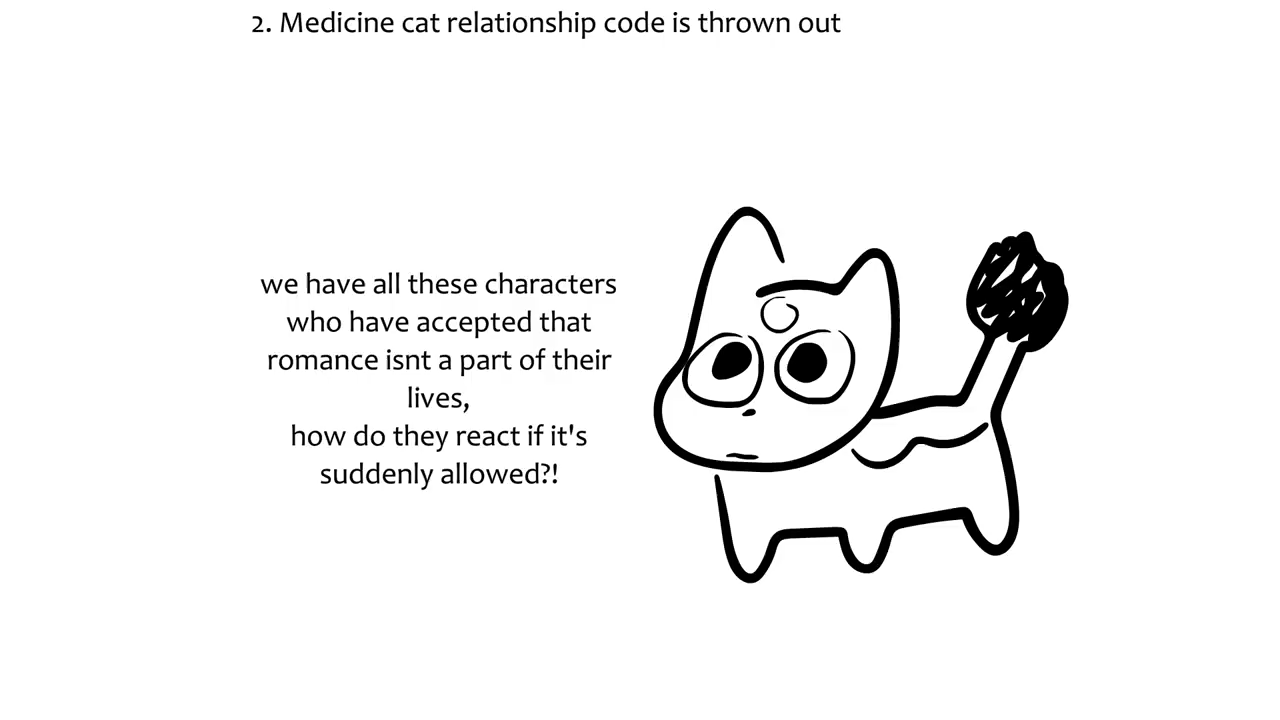 2. Medicine cat relationship code is thrown out
we have all these characters
who have accepted that
romance isnt a part of their
lives,
how do they react if it's
suddenly allowed?!